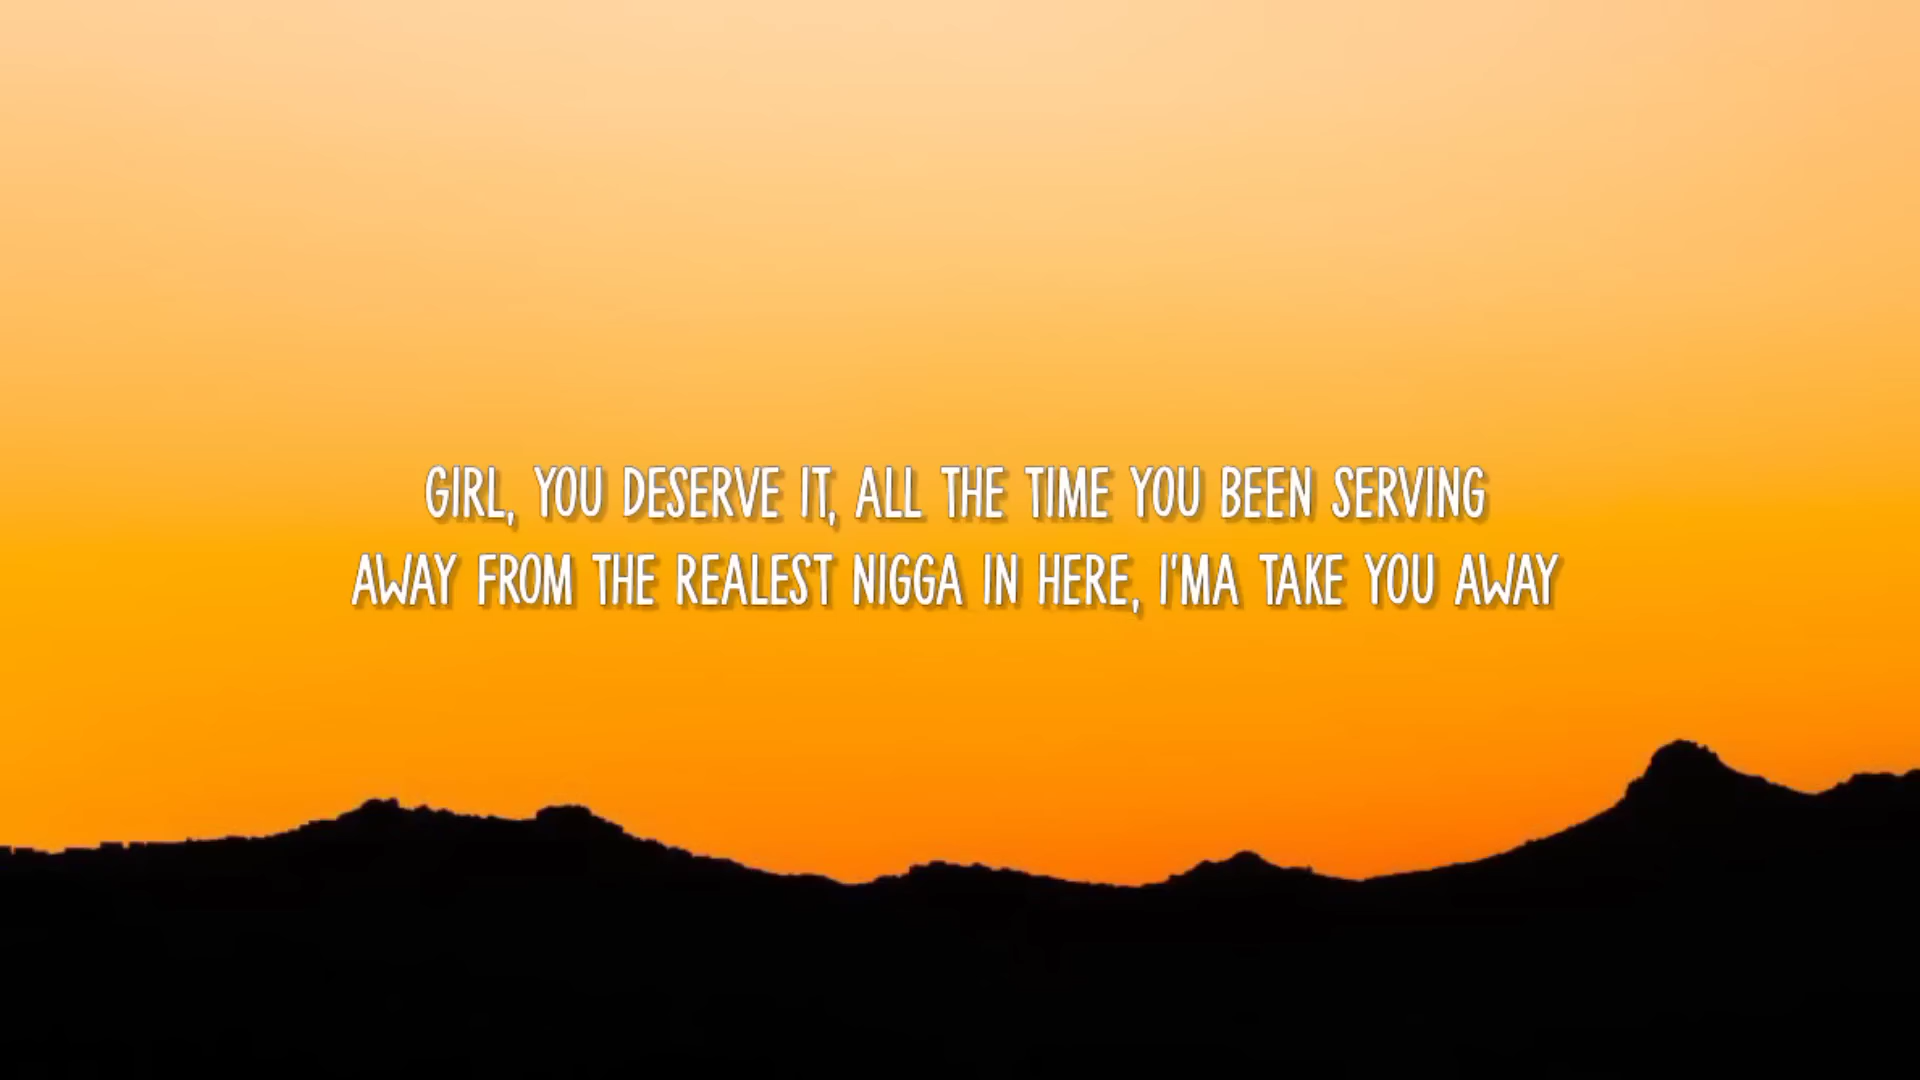 GIRL, YOU DESERVE IT, ALL THE TIME YOU BEEN SERVING
AWAY FROM THE REALEST NIGGA IN HERE, I'MA TAKE YOU AWAY